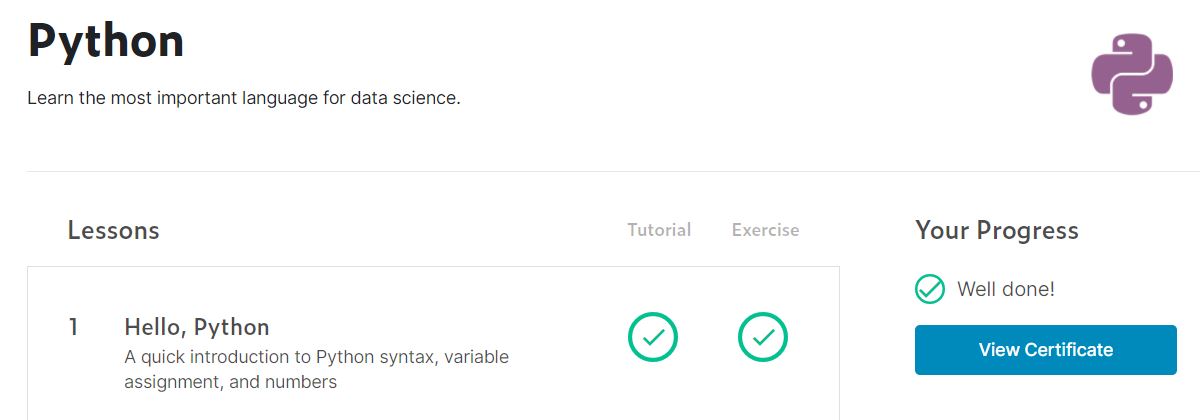 Python
Learn the most important language for data science.
Lessons
Tutorial
Exercise
1
Hello, Python
A quick introduction to Python syntax, variable
assignment, and numbers
Your Progress
Well done!
View Certificate